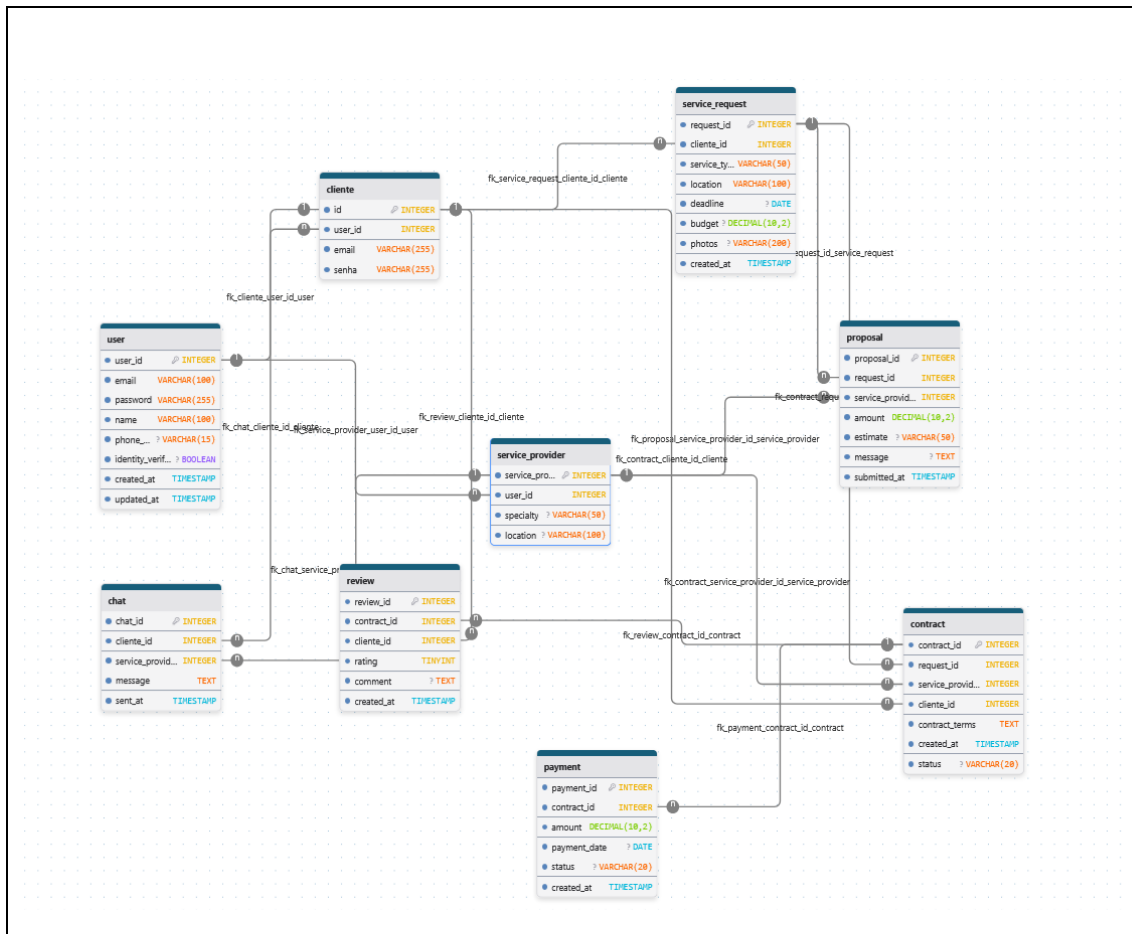 service_request
request_id INTEGER
cliente_id INTEGER
service_ty... VARCHAR(50)
location VARCHAR(100)
deadline ? DATE
budget ? DECIMAL(10,2)
photos ? VARCHAR(200)
created_at TIMESTAMP
fk_service_request_cliente_id_cliente
cliente
id INTEGER
user_id INTEGER
email VARCHAR(255)
senha VARCHAR(255)
equest_id_service_request
fk_cliente_user_id_user
user
user_id INTEGER
email VARCHAR(100)
password VARCHAR(255)
name VARCHAR(100)
phone_... ? VARCHAR(15)
identity_verif... ? BOOLEAN
created_at TIMESTAMP
updated_at TIMESTAMP
proposal
proposal_id INTEGER
request_id INTEGER
service_provid... INTEGER
amount DECIMAL(10,2)
estimate ? VARCHAR(50)
message ? TEXT
submitted_at TIMESTAMP
fk_contract_requ
fk_review_cliente_id_cliente
fk_chat_cliente_id_cliente
fk_service_provider_user_id_user
fk_proposal_service_provider_id_service_provider
fk_contract_cliente_id_cliente
service_provider
service_pro... INTEGER
user_id INTEGER
specialty ? VARCHAR(50)
location ? VARCHAR(100)
fk_chat_service_pr
fk_contract_service_provider_id_service_provider
review
review_id INTEGER
contract_id INTEGER
cliente_id INTEGER
rating TINYINT
comment ? TEXT
created_at TIMESTAMP
chat
chat_id INTEGER
cliente_id INTEGER
service_provid... INTEGER
message TEXT
sent_at TIMESTAMP
fk_review_contract_id_contract
contract
contract_id INTEGER
request_id INTEGER
service_provid... INTEGER
cliente_id INTEGER
contract_terms TEXT
created_at TIMESTAMP
status ? VARCHAR(20)
fk_payment_contract_id_contract
payment
payment_id INTEGER
contract_id INTEGER
amount DECIMAL(10,2)
payment_date ? DATE
status ? VARCHAR(20)
created_at TIMESTAMP